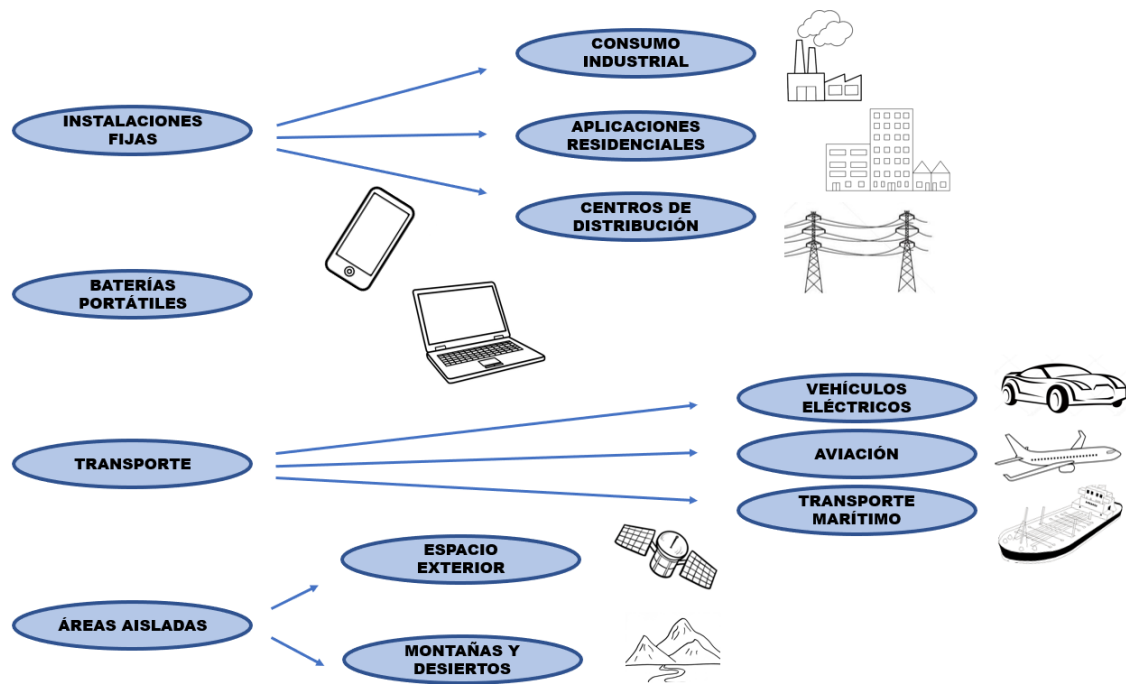 CONSUMO
INDUSTRIAL
INSTALACIONES
FIJAS
APLICACIONES
RESIDENCIALES
CENTROS DE
DISTRIBUCIÓN
BATERÍAS
PORTÁTILES
VEHÍCULOS
ELÉCTRICOS
TRANSPORTE
AVIACIÓN
TRANSPORTE
MARÍTIMO
ESPACIO
EXTERIOR
ÁREAS AISLADAS
MONTAÑAS Y
DESIERTOS